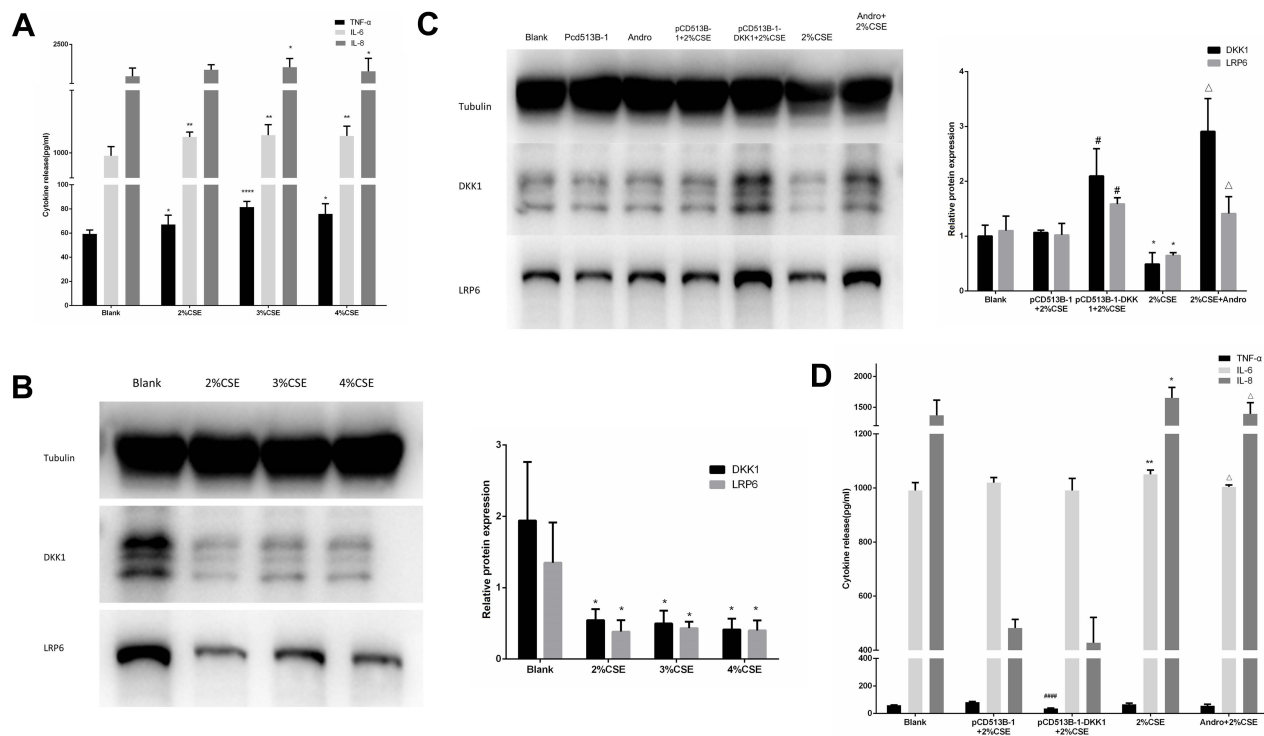 A
TNF-α
IL-6
IL-8
2500
1000
100
80
60
40
20
0
Cytokine release(pg/ml)
*
**
****
**
*
*
**
*
Blank
2%CSE
3%CSE
4%CSE
B
Blank 2%CSE 3%CSE 4%CSE
Tubulin
DKK1
LRP6
DKK1
LRP6
3
2
1
0
Relative protein expression
* * * * * *
Blank 2%CSE 3%CSE 4%CSE
C
Blank Pcd513B-1 Andro pCD513B-1+2%CSE pCD513B-1-DKK1+2%CSE 2%CSE Andro+2%CSE
Tubulin
DKK1
LRP6
DKK1
LRP6
4
3
2
1
0
Relative protein expression
# # * * △ △
Blank
pCD513B-1
+2%CSE
pCD513B-1-DKK
1+2%CSE
2%CSE
2%CSE+Andro
D
TNF-α
IL-6
IL-8
2000
1500
1200
1000
800
600
400
400
200
0
Cytokine release(pg/ml)
####
**
*
△
△
Blank
pCD513B-1
+2%CSE
pCD513B-1-DKK1
+2%CSE
2%CSE
Andro+2%CSE